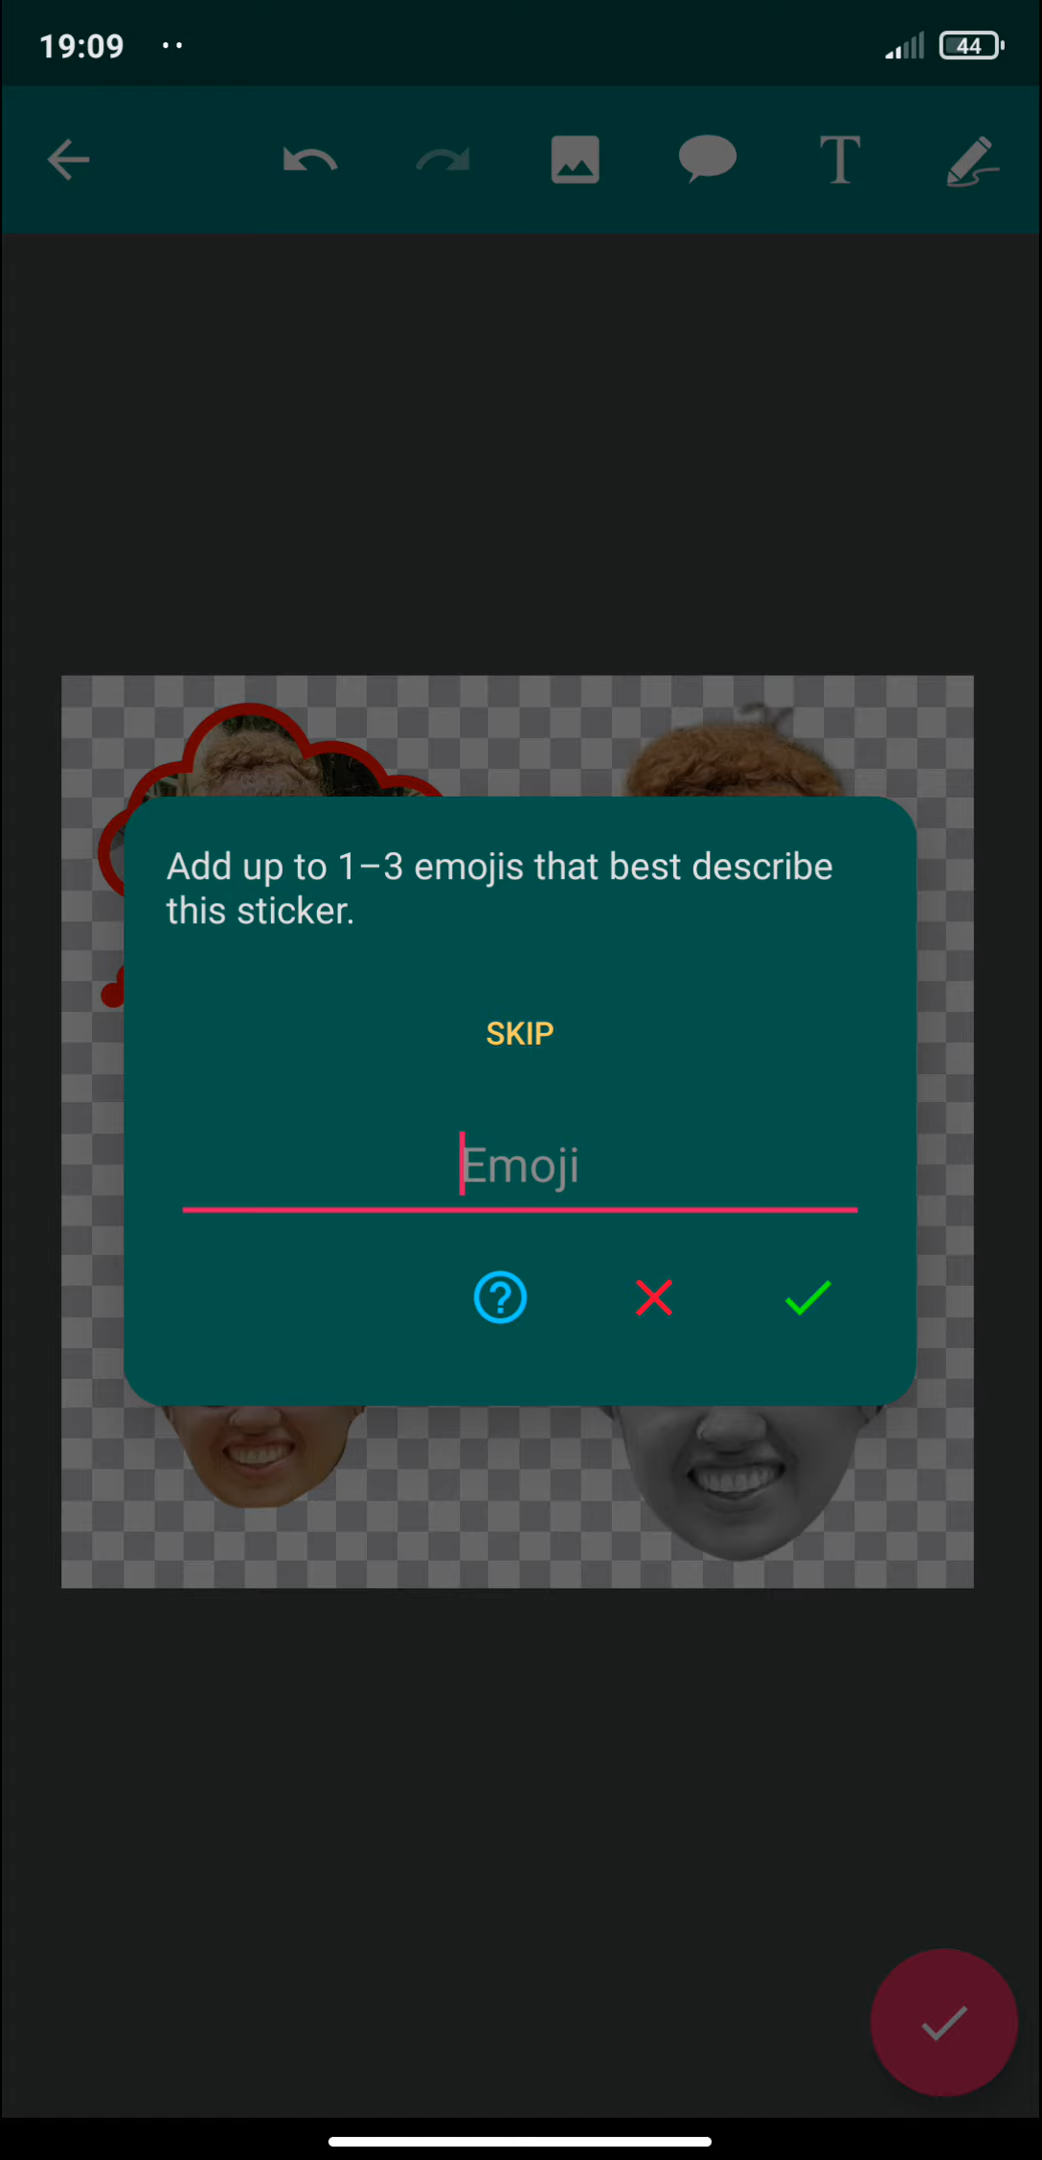 19:09
44
T
Add up to 1–3 emojis that best describe
this sticker.
SKIP
Emoji